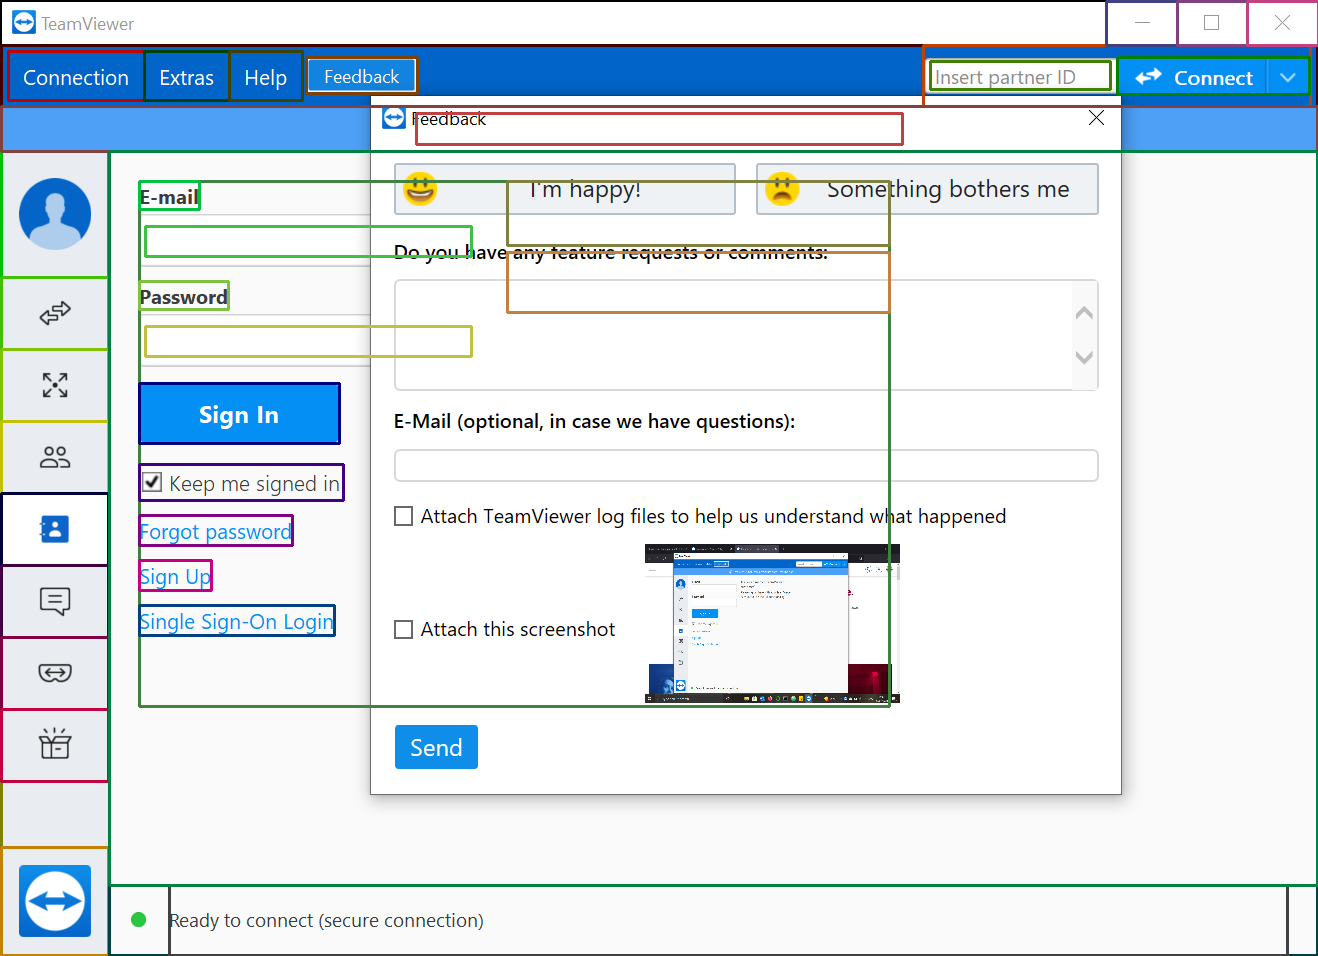 TeamViewer
Connection
Extras
Help
Feedback
Insert partner ID
Connect
Feedback
I'm happy!
Something bothers me
Do you have any feature requests or comments:
E-Mail (optional, in case we have questions):
Attach TeamViewer log files to help us understand what happened
Attach this screenshot
Send
E-mail
Password
Sign In
Keep me signed in
Forgot password
Sign Up
Single Sign-On Login
Ready to connect (secure connection)